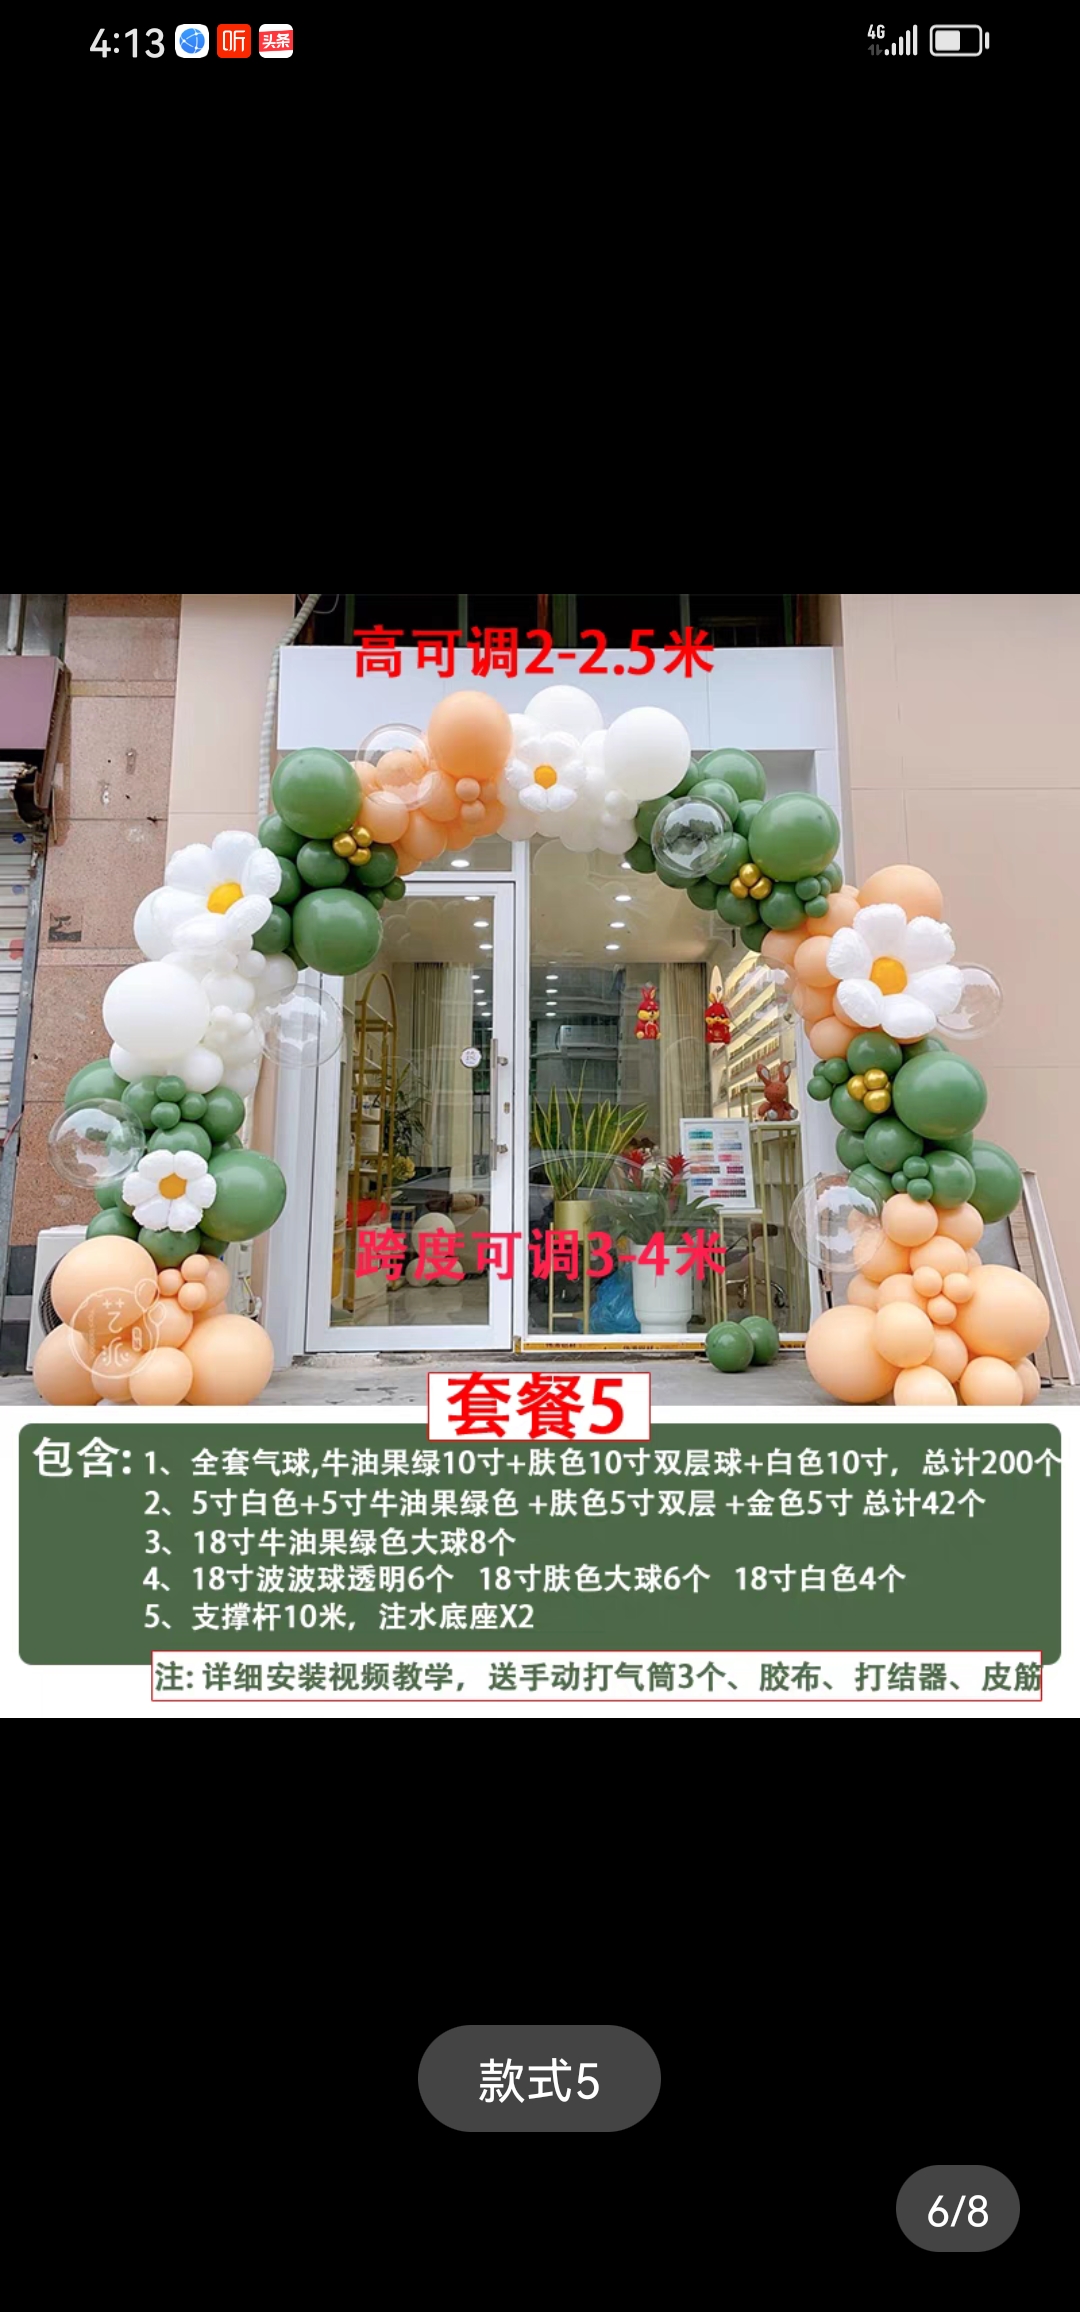 4:13
听
头条
4G
高可调2-2.5米
跨度可调3-4米
艺派
套餐5
包含:
1、全套气球,牛油果绿10寸+肤色10寸双层球+白色10寸，总计200个
2、5寸白色+5寸牛油果绿色 +肤色5寸双层 +金色5寸 总计42个
3、18寸牛油果绿色大球8个
4、18寸波波球透明6个 18寸肤色大球6个 18寸白色4个
5、支撑杆10米，注水底座X2
注: 详细安装视频教学，送手动打气筒3个、胶布、打结器、皮筋
款式5
6/8